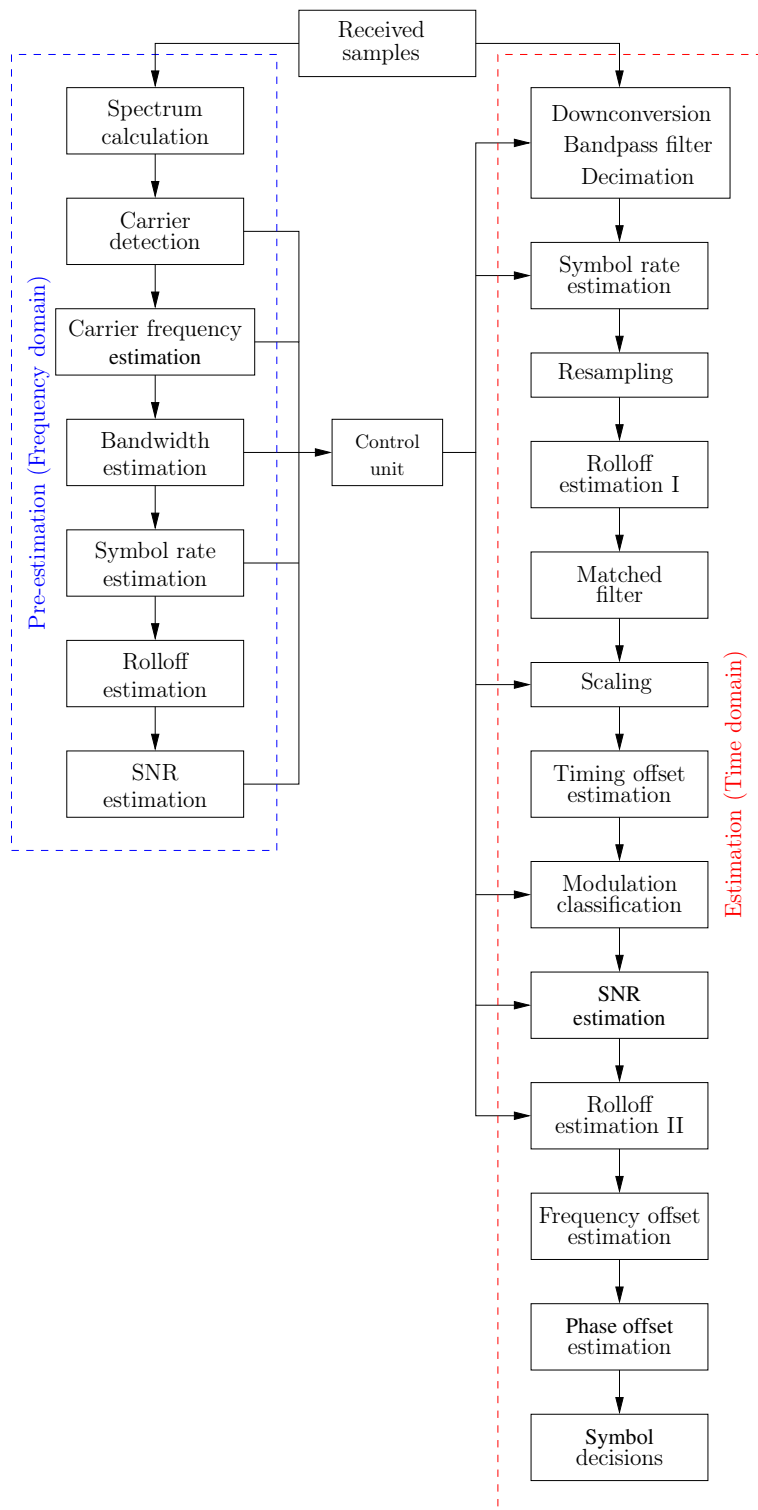 Received
samples
Pre-estimation (Frequency domain)
Spectrum
calculation
Carrier
detection
Carrier frequency
estimation
Bandwidth
estimation
Symbol rate
estimation
Rolloff
estimation
SNR
estimation
Control
unit
Downconversion
Bandpass filter
Decimation
Symbol rate
estimation
Resampling
Rolloff
estimation I
Matched
filter
Scaling
Timing offset
estimation
Modulation
classification
SNR
estimation
Rolloff
estimation II
Frequency offset
estimation
Phase offset
estimation
Symbol
decisions
Estimation (Time domain)